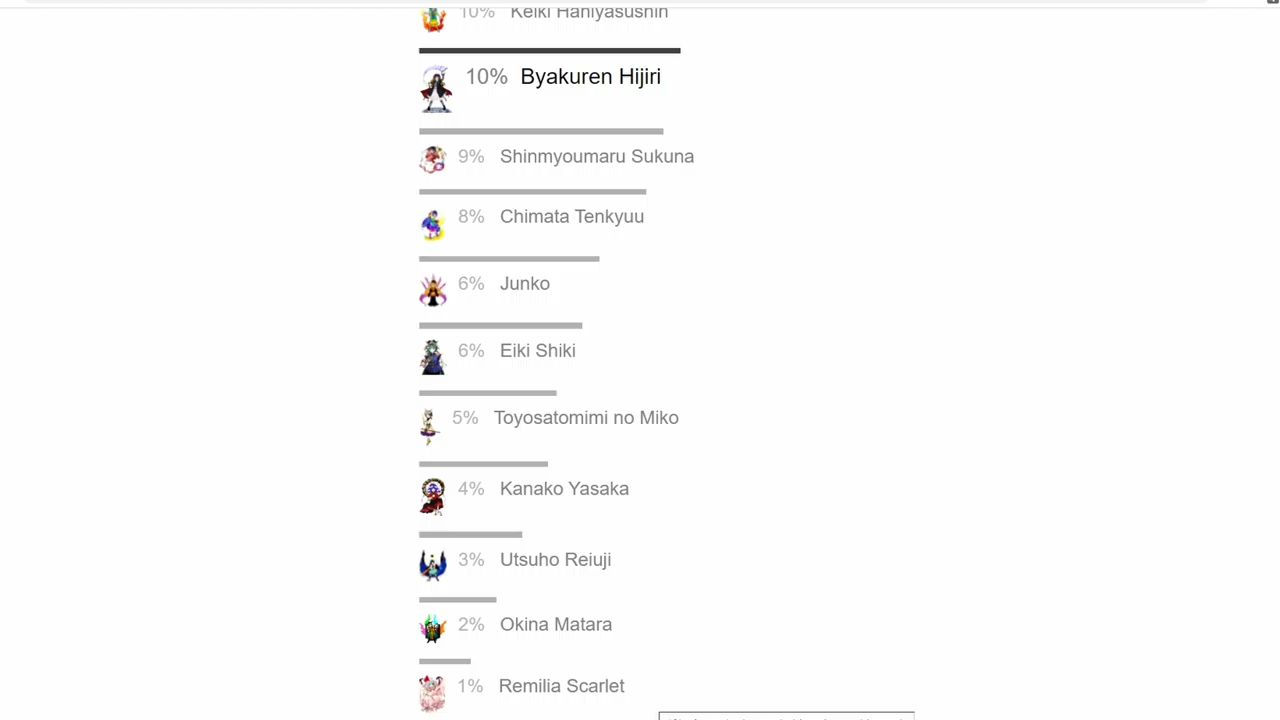 10% Keiki Haniyasushin
10% Byakuren Hijiri
9% Shinmyoumaru Sukuna
8% Chimata Tenkyuu
6% Junko
6% Eiki Shiki
5% Toyosatomimi no Miko
4% Kanako Yasaka
3% Utsuho Reiuji
2% Okina Matara
1% Remilia Scarlet